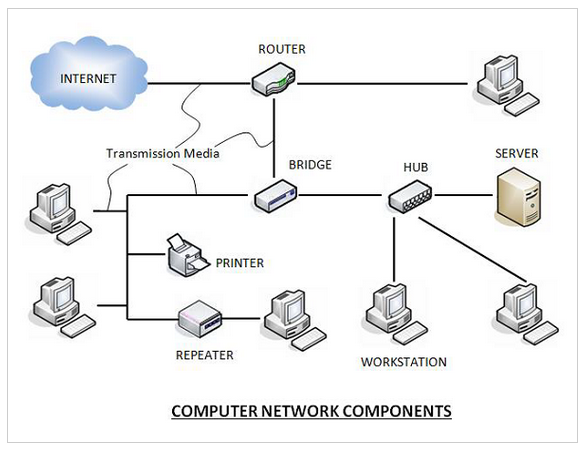 ROUTER
INTERNET
Transmission Media
BRIDGE
HUB
SERVER
PRINTER
REPEATER
WORKSTATION
COMPUTER NETWORK COMPONENTS